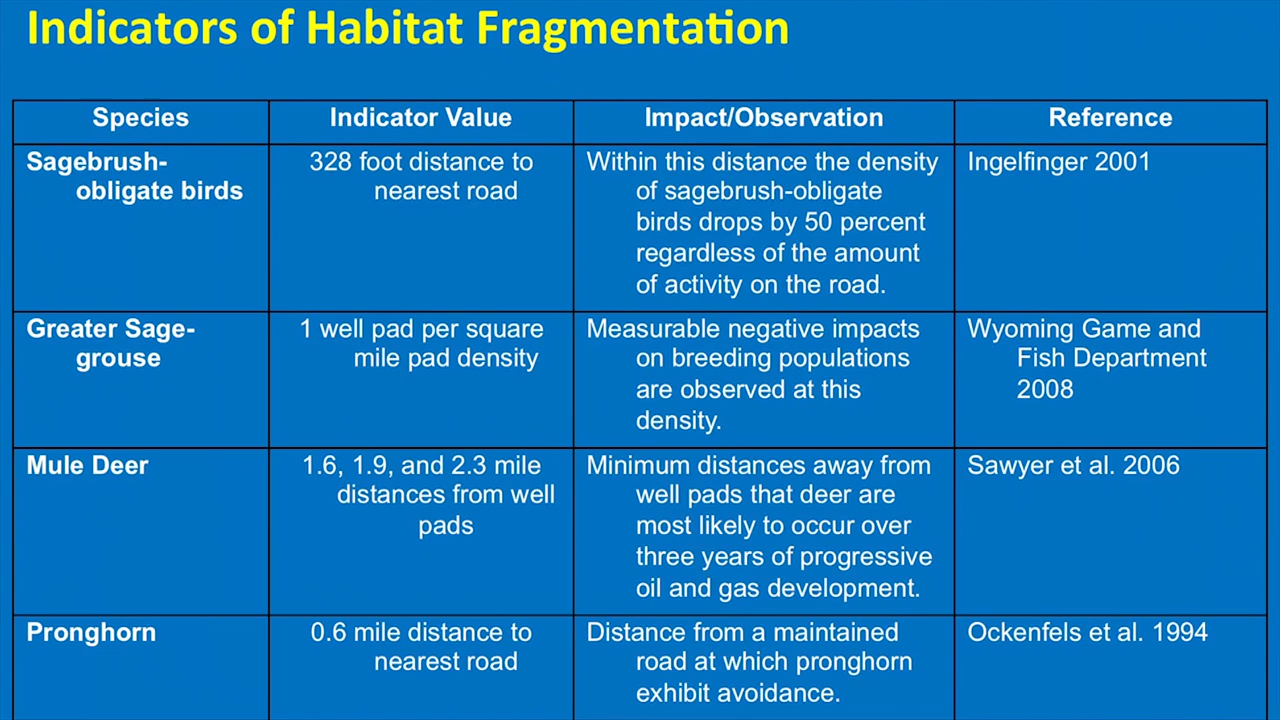 Indicators of Habitat Fragmentation
Species
Indicator Value
Impact/Observation
Reference
Sagebrush-
obligate birds
328 foot distance to
nearest road
Within this distance the density
of sagebrush-obligate
birds drops by 50 percent
regardless of the amount
of activity on the road.
Ingelfinger 2001
Greater Sage-
grouse
1 well pad per square
mile pad density
Measurable negative impacts
on breeding populations
are observed at this
density.
Wyoming Game and
Fish Department
2008
Mule Deer
1.6, 1.9, and 2.3 mile
distances from well
pads
Minimum distances away from
well pads that deer are
most likely to occur over
three years of progressive
oil and gas development.
Sawyer et al. 2006
Pronghorn
0.6 mile distance to
nearest road
Distance from a maintained
road at which pronghorn
exhibit avoidance.
Ockenfels et al. 1994